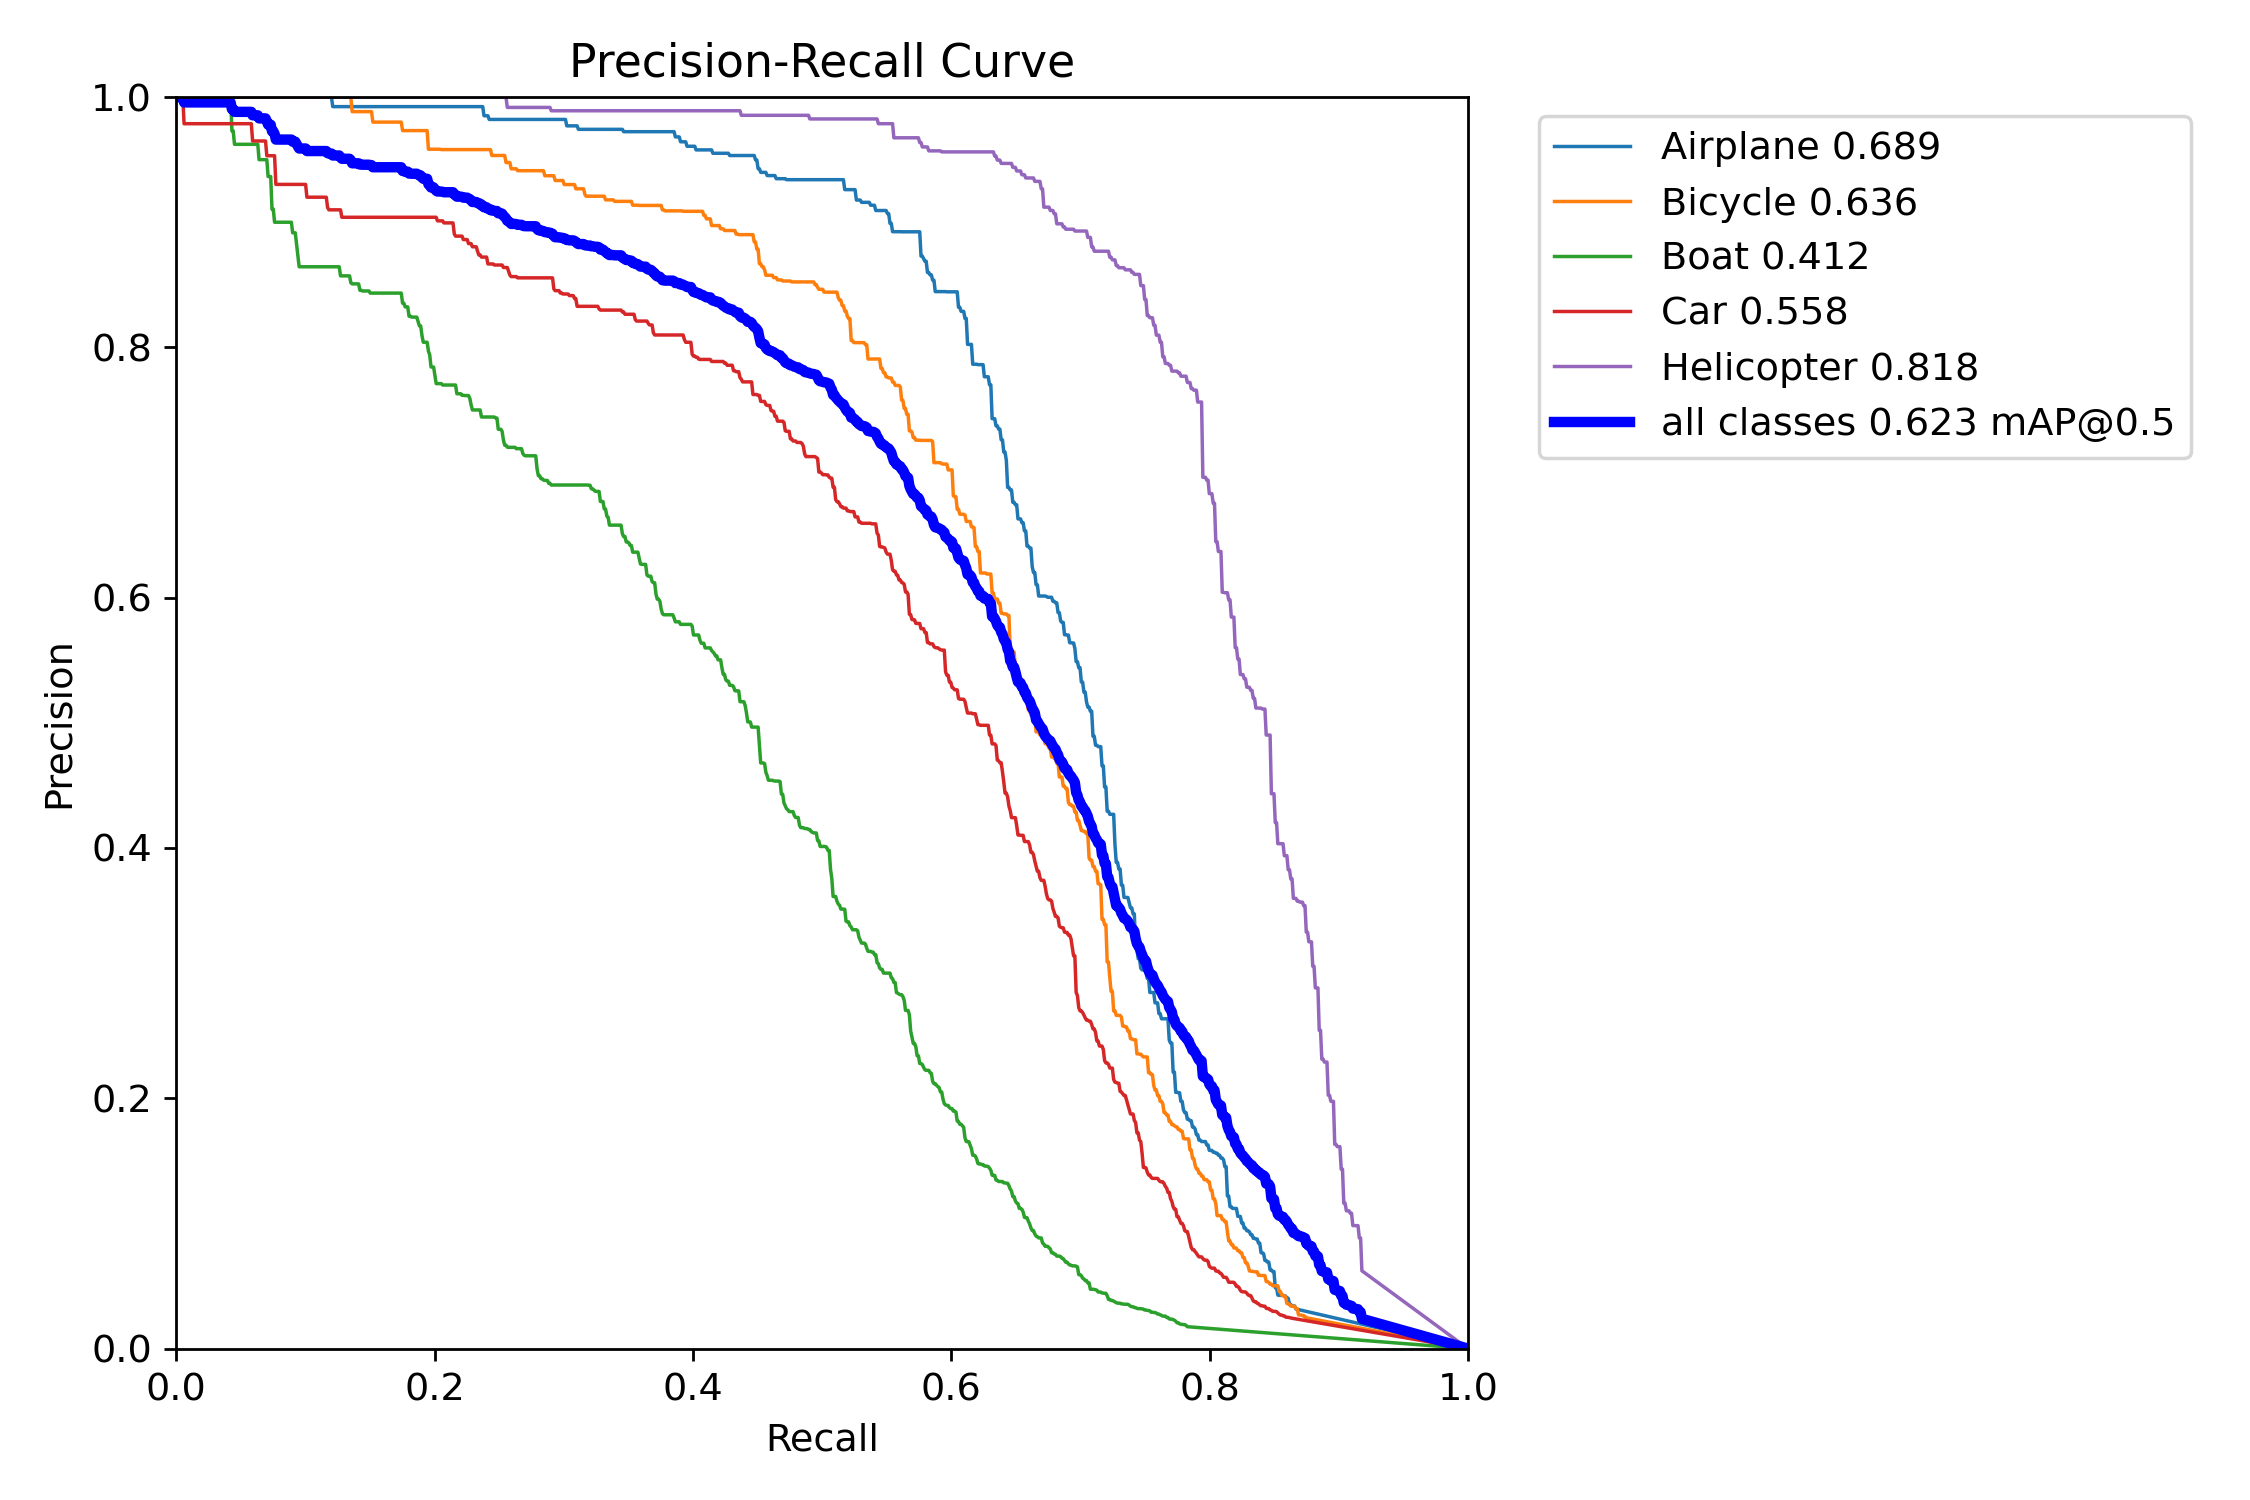 Precision-Recall Curve
1.0
0.8
0.6
0.4
0.2
0.0
Precision
0.0 0.2 0.4 0.6 0.8 1.0
Recall
Airplane 0.689
Bicycle 0.636
Boat 0.412
Car 0.558
Helicopter 0.818
all classes 0.623 mAP@0.5